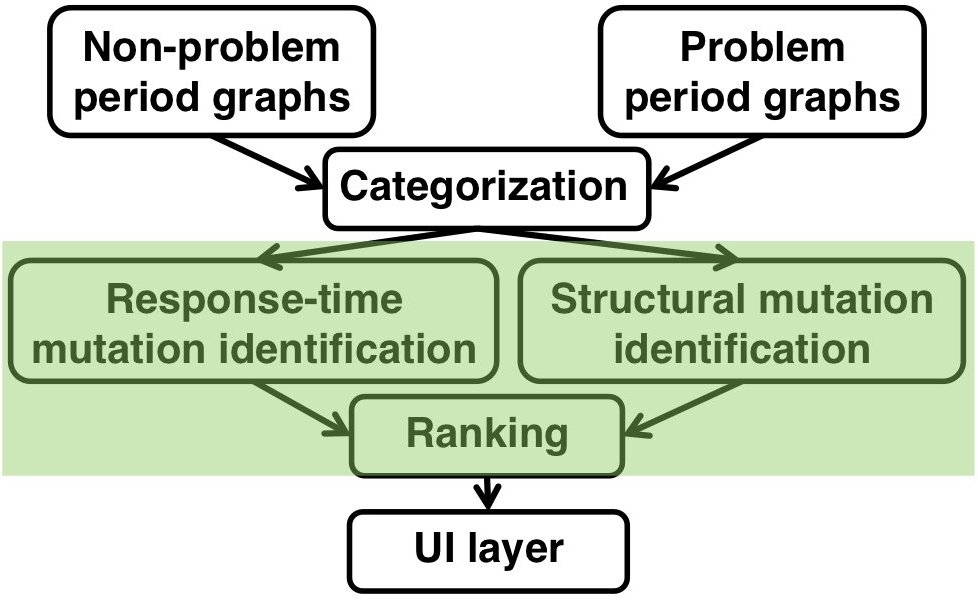 Non-problem
period graphs
Problem
period graphs
Categorization
Response-time
mutation identification
Structural mutation
identification
Ranking
UI layer